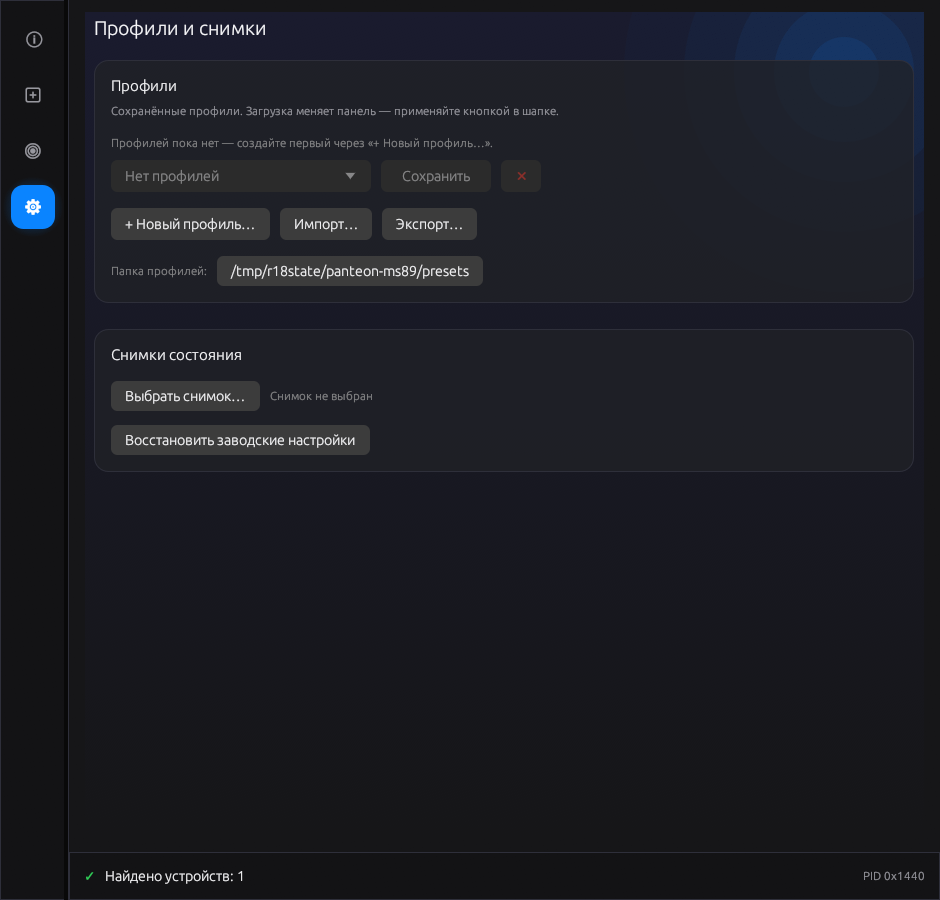 Профили и снимки
Профили
Сохранённые профили. Загрузка меняет панель — применяйте кнопкой в шапке.
Профилей пока нет — создайте первый через «+ Новый профиль…».
Нет профилей Сохранить ×
+ Новый профиль… Импорт… Экспорт…
Папка профилей: /tmp/r18state/panteon-ms89/presets
Снимки состояния
Выбрать снимок… Снимок не выбран
Восстановить заводские настройки
✓ Найдено устройств: 1 PID 0x1440